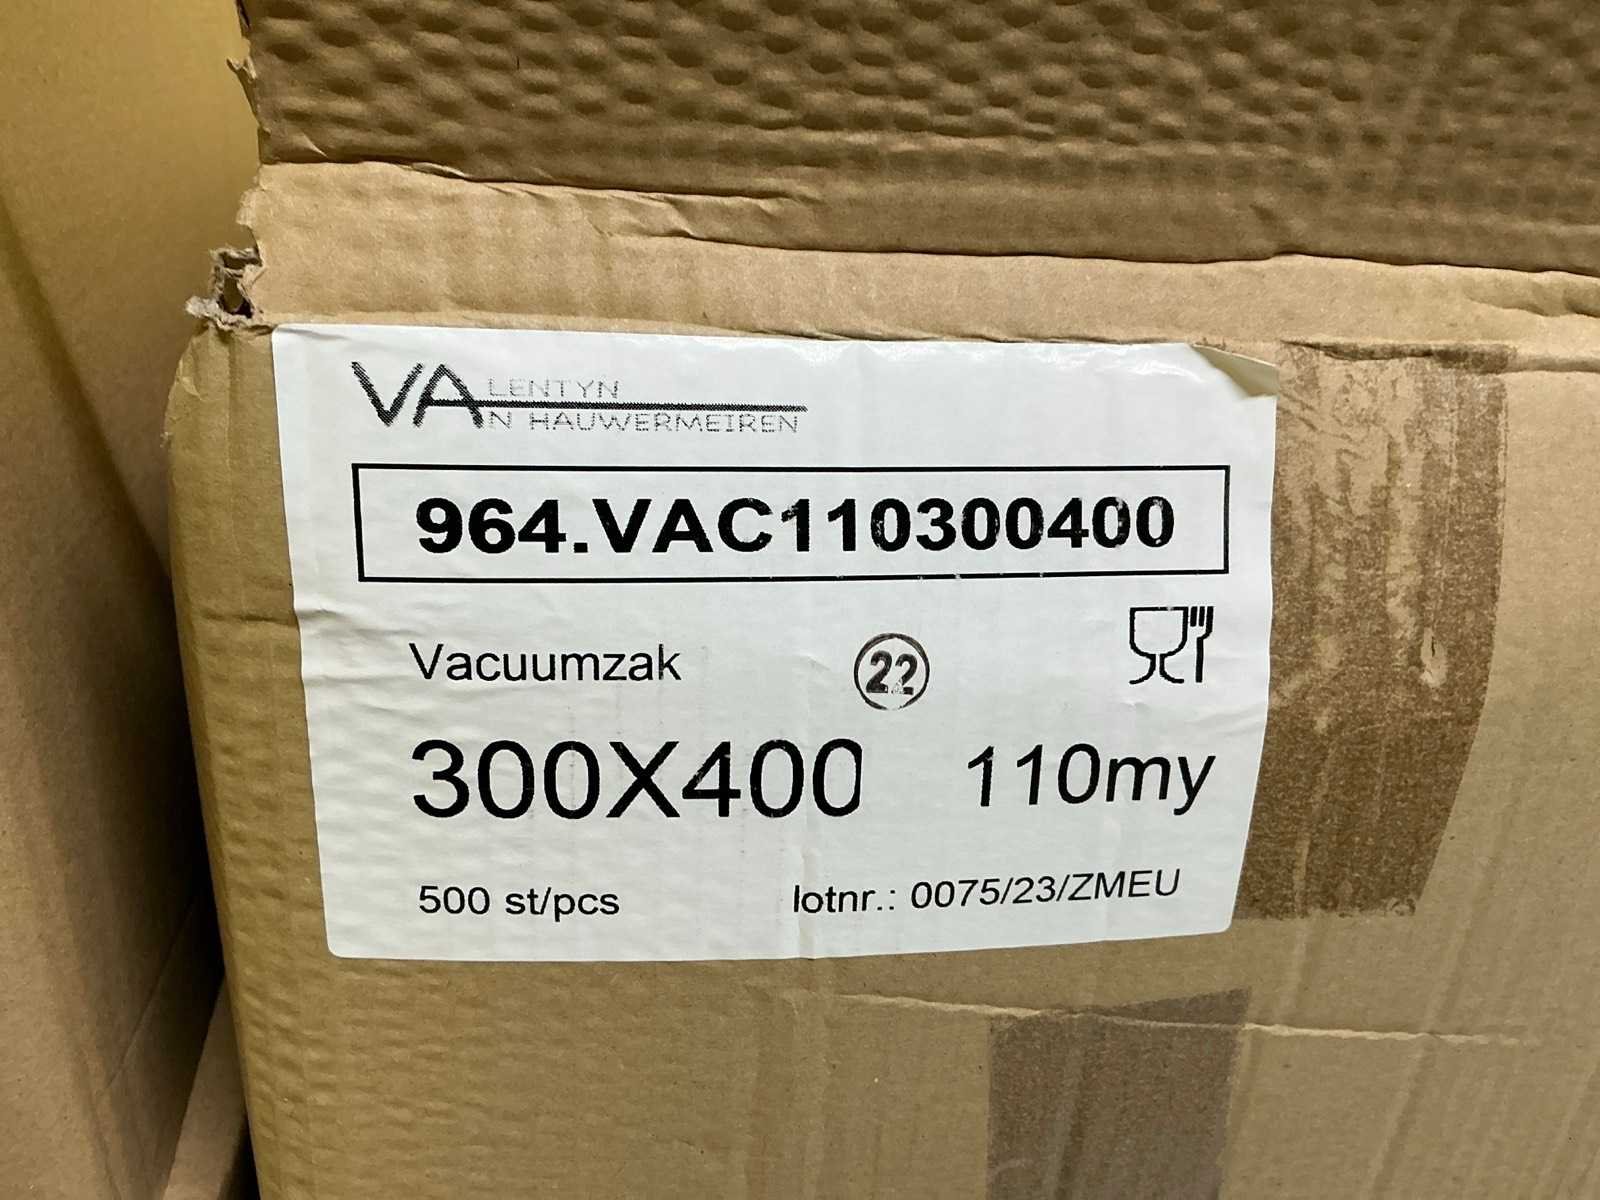 VALENTYN
VAN HAUWERMEIREN
964.VAC110300400
Vacuumzak
22
300X400 110my
500 st/pcs lotnr.: 0075/23/ZMEU